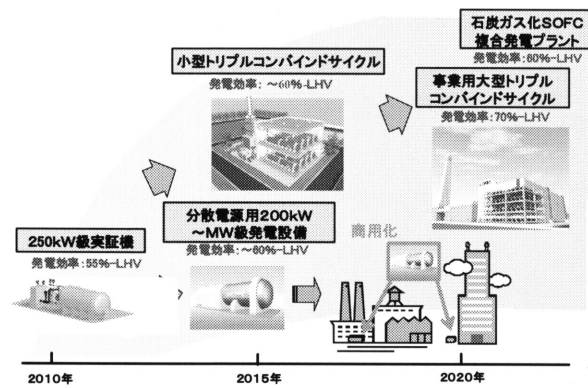 石炭ガス化SOFC
複合発電プラント
発電効率:60%-LHV
小型トリプルコンバインドサイクル
発電効率: ~60%-LHV
事業用大型トリプル
コンバインドサイクル
発電効率:70%-LHV
分散電源用200kW
~MW級発電設備
発電効率:~60%-LHV
250kW級実証機
発電効率:55%-LHV
商用化
2010年
2015年
2020年